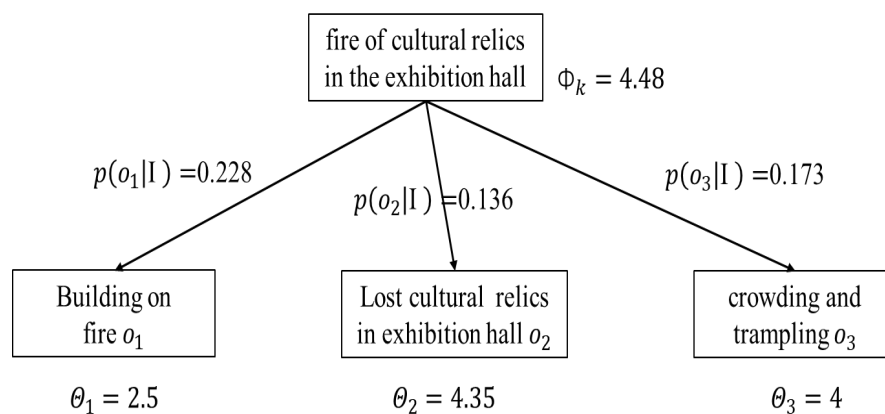 fire of cultural relics
in the exhibition hall
Φₖ = 4.48
p(o₁|I ) =0.228
p(o₂|I ) =0.136
p(o₃|I ) =0.173
Building on
fire o₁
Lost cultural relics
in exhibition hall o₂
crowding and
trampling o₃
Θ₁ = 2.5
Θ₂ = 4.35
Θ₃ = 4